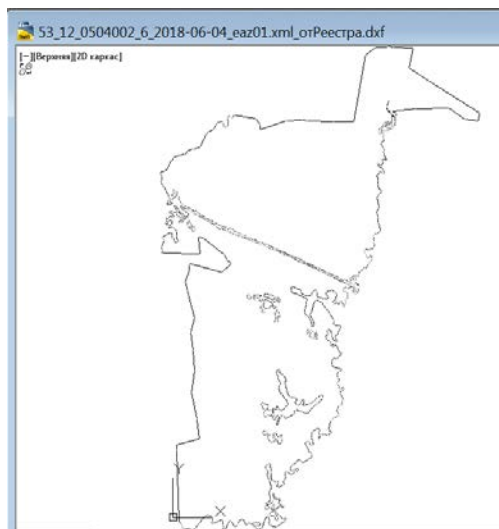 53_12_0504002_6_2018-06-04_eaz01.xml_отРеестра.dxf
[−][Верхняя][2D каркас]
Y
X